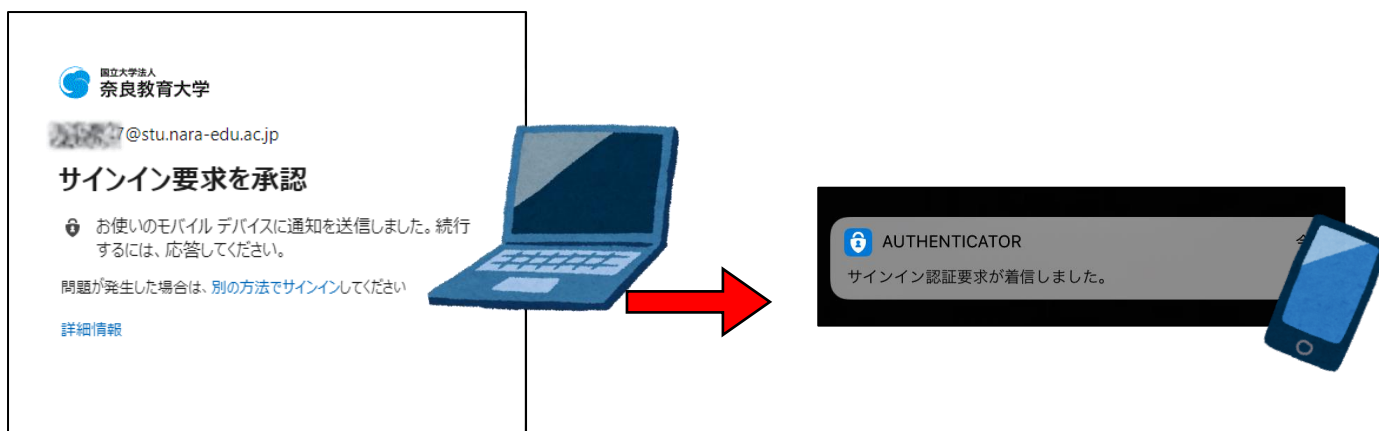 国立大学法人
奈良教育大学
7@stu.nara-edu.ac.jp
サインイン要求を承認
お使いのモバイル デバイスに通知を送信しました。続行
するには、応答してください。
問題が発生した場合は、別の方法でサインインしてください
詳細情報
AUTHENTICATOR
サインイン認証要求が着信しました。